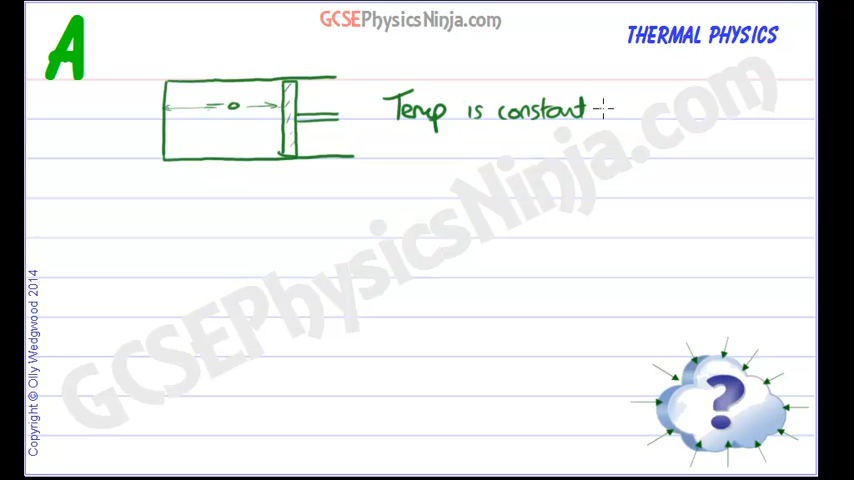 GCSEPhysicsNinja.com
A
THERMAL PHYSICS
Temp is constant
GCSEPhysicsNinja.com
Copyright © Olly Wedgwood 2014
?